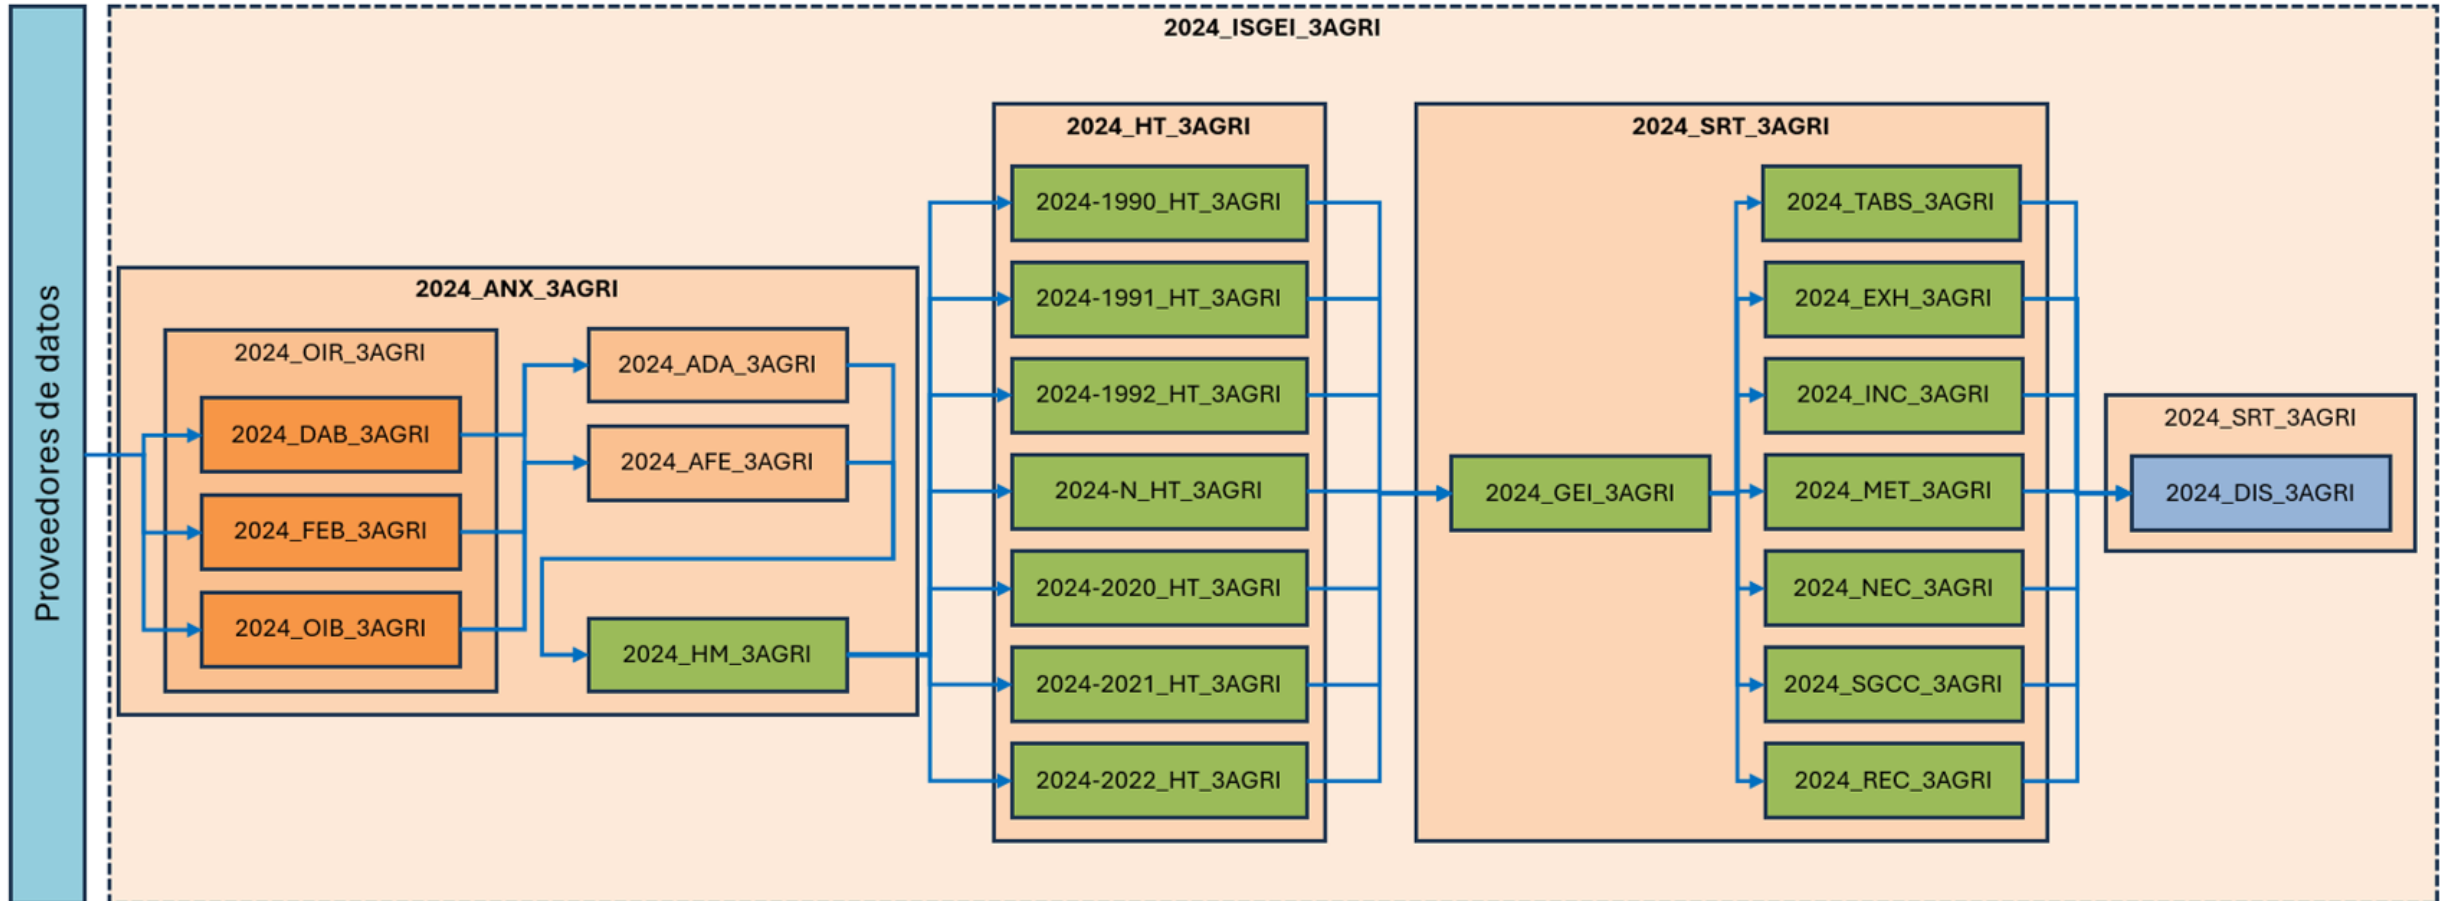 2024_ISGEI_3AGRI
Proveedores de datos
2024_ANX_3AGRI
2024_OIR_3AGRI
2024_DAB_3AGRI
2024_FEB_3AGRI
2024_OIB_3AGRI
2024_ADA_3AGRI
2024_AFE_3AGRI
2024_HM_3AGRI
2024_HT_3AGRI
2024-1990_HT_3AGRI
2024-1991_HT_3AGRI
2024-1992_HT_3AGRI
2024-N_HT_3AGRI
2024-2020_HT_3AGRI
2024-2021_HT_3AGRI
2024-2022_HT_3AGRI
2024_SRT_3AGRI
2024_GEI_3AGRI
2024_TABS_3AGRI
2024_EXH_3AGRI
2024_INC_3AGRI
2024_MET_3AGRI
2024_NEC_3AGRI
2024_SGCC_3AGRI
2024_REC_3AGRI
2024_SRT_3AGRI
2024_DIS_3AGRI